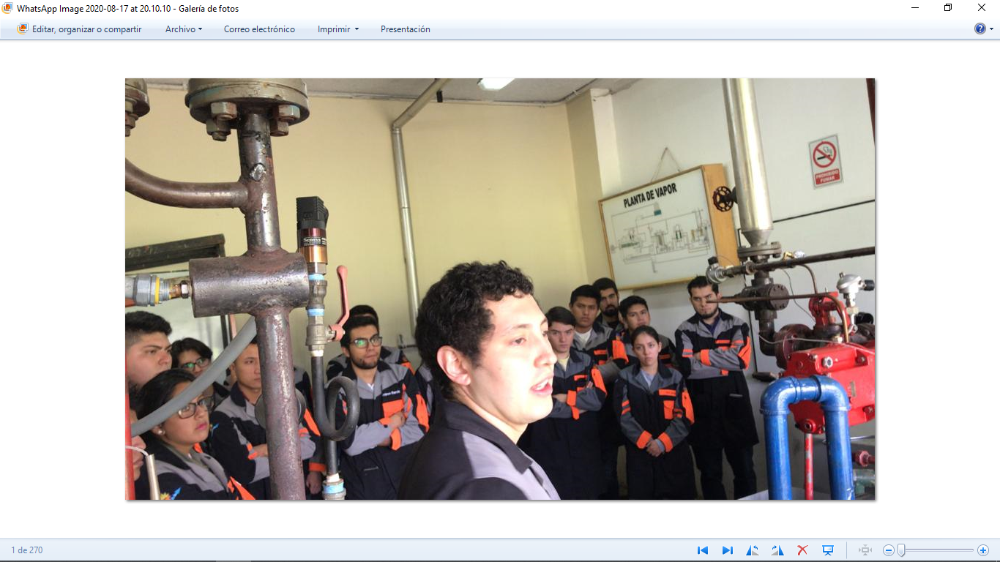 WhatsApp Image 2020-08-17 at 20.10.10 - Galería de fotos
Editar, organizar o compartir
Archivo
Correo electrónico
Imprimir
Presentación
PLANTA DE VAPOR
PROHIBIDO
FUMAR
1 de 270